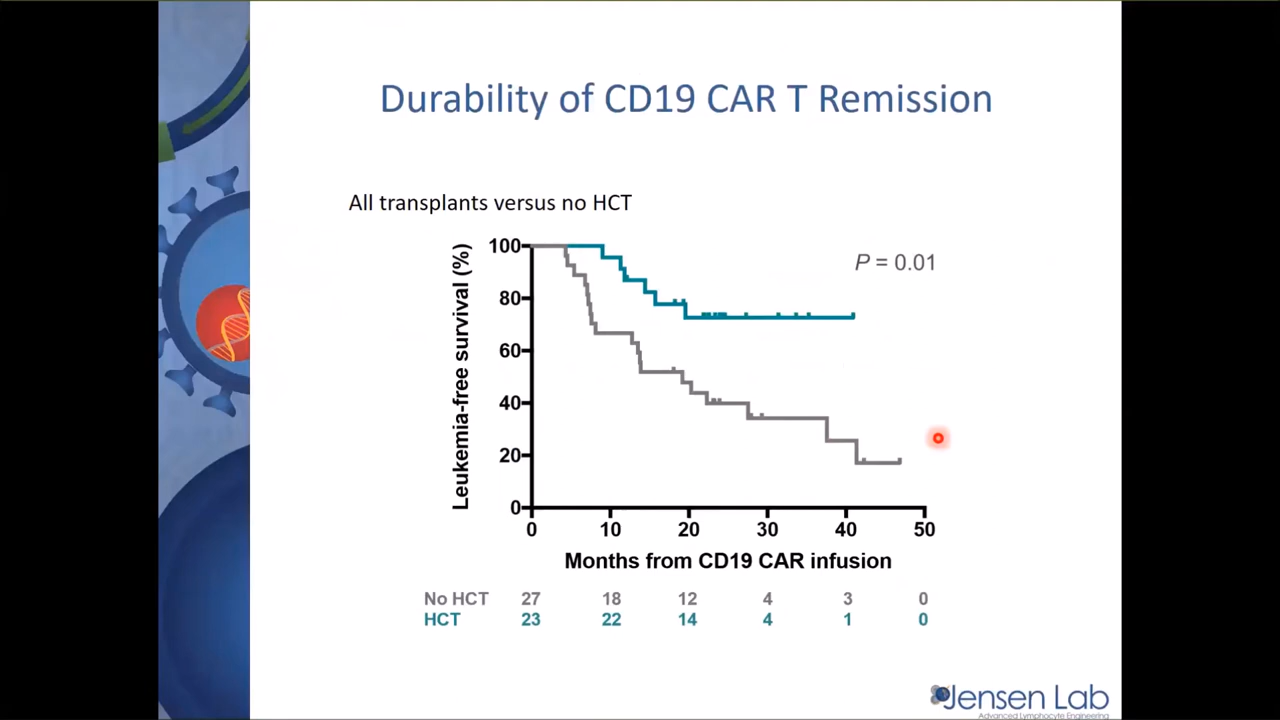 Durability of CD19 CAR T Remission
All transplants versus no HCT
P = 0.01
Leukemia-free survival (%)
100
80
60
40
20
0
0 10 20 30 40 50
Months from CD19 CAR infusion
No HCT 27 18 12 4 3 0
HCT 23 22 14 4 1 0
Jensen Lab
Advanced Lymphocyte Engineering